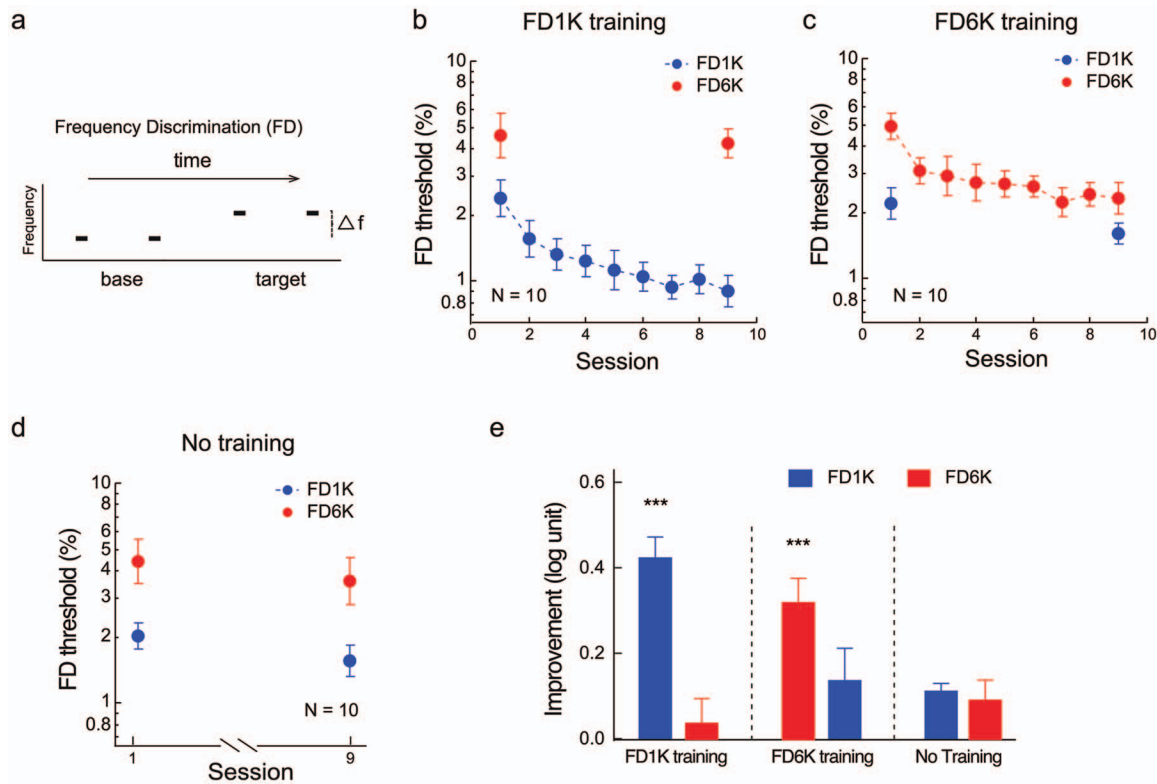 a
Frequency Discrimination (FD)
time
Frequency
Δf
base
target
b
FD1K training
FD threshold (%)
10
8
6
5
4
3
2
1
0.8
FD1K
FD6K
N = 10
0
2
4
6
8
10
Session
c
FD6K training
FD threshold (%)
10
8
6
5
4
3
2
1
0.8
FD1K
FD6K
N = 10
0
2
4
6
8
10
Session
d
No training
FD threshold (%)
10
8
6
5
4
3
2
1
0.8
FD1K
FD6K
N = 10
1
9
Session
e
Improvement (log unit)
0.6
0.4
0.2
0.0
FD1K
FD6K
***
***
FD1K training
FD6K training
No Training